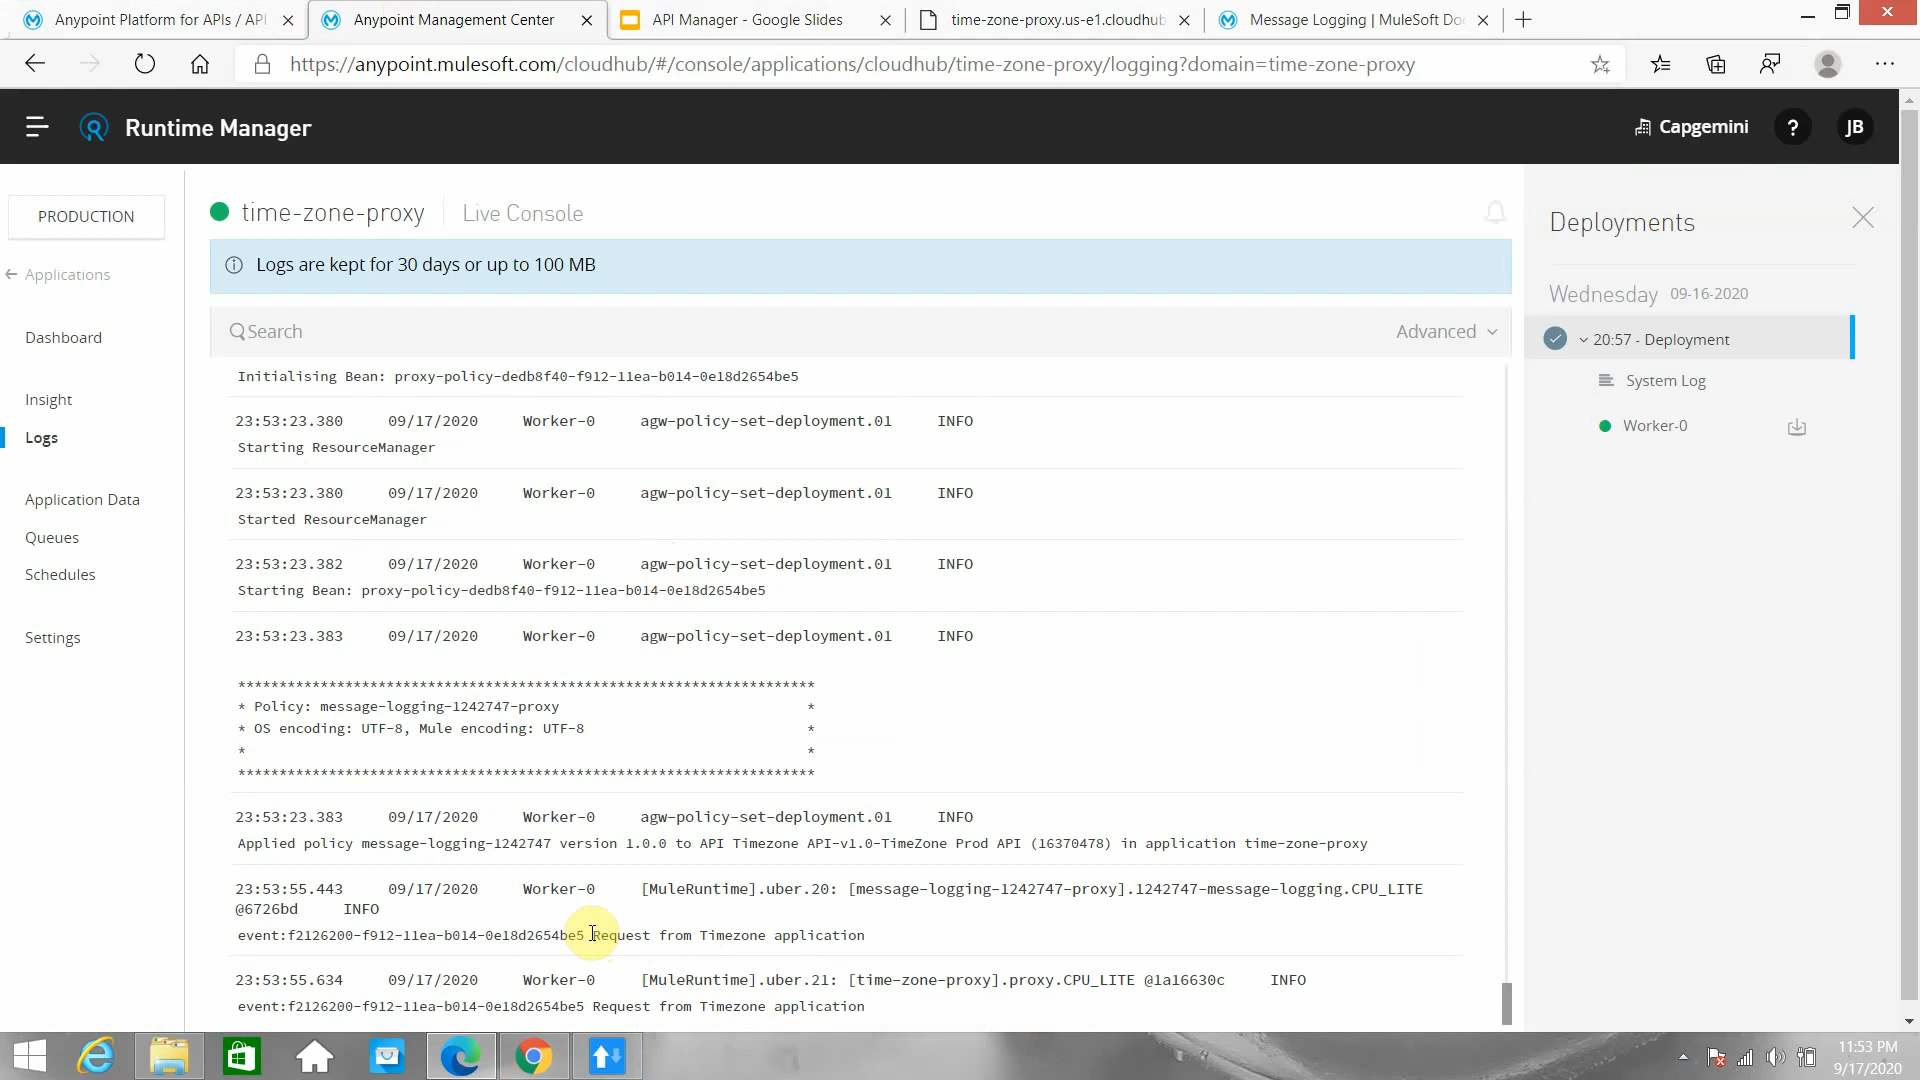 Anypoint Platform for APIs / API
Anypoint Management Center
API Manager - Google Slides
time-zone-proxy.us-e1.cloudhub
Message Logging | MuleSoft Do
https://anypoint.mulesoft.com/cloudhub/#/console/applications/cloudhub/time-zone-proxy/logging?domain=time-zone-proxy
Runtime Manager
Capgemini
?
JB
PRODUCTION
Applications
Dashboard
Insight
Logs
Application Data
Queues
Schedules
Settings
time-zone-proxy
Live Console
Logs are kept for 30 days or up to 100 MB
Search
Advanced
Initialising Bean: proxy-policy-dedb8f40-f912-11ea-b014-0e18d2654be5
23:53:23.380 09/17/2020 Worker-0 agw-policy-set-deployment.01 INFO
Starting ResourceManager
23:53:23.380 09/17/2020 Worker-0 agw-policy-set-deployment.01 INFO
Started ResourceManager
23:53:23.382 09/17/2020 Worker-0 agw-policy-set-deployment.01 INFO
Starting Bean: proxy-policy-dedb8f40-f912-11ea-b014-0e18d2654be5
23:53:23.383 09/17/2020 Worker-0 agw-policy-set-deployment.01 INFO
**********************************************************************
* Policy: message-logging-1242747-proxy *
* OS encoding: UTF-8, Mule encoding: UTF-8 *
* *
**********************************************************************
23:53:23.383 09/17/2020 Worker-0 agw-policy-set-deployment.01 INFO
Applied policy message-logging-1242747 version 1.0.0 to API Timezone API-v1.0-TimeZone Prod API (16370478) in application time-zone-proxy
23:53:55.443 09/17/2020 Worker-0 [MuleRuntime].uber.20: [message-logging-1242747-proxy].1242747-message-logging.CPU_LITE
@6726bd INFO
event:f2126200-f912-11ea-b014-0e18d2654be5 Request from Timezone application
23:53:55.634 09/17/2020 Worker-0 [MuleRuntime].uber.21: [time-zone-proxy].proxy.CPU_LITE @1a16630c INFO
event:f2126200-f912-11ea-b014-0e18d2654be5 Request from Timezone application
Deployments
Wednesday 09-16-2020
20:57 - Deployment
System Log
Worker-0
11:53 PM
9/17/2020